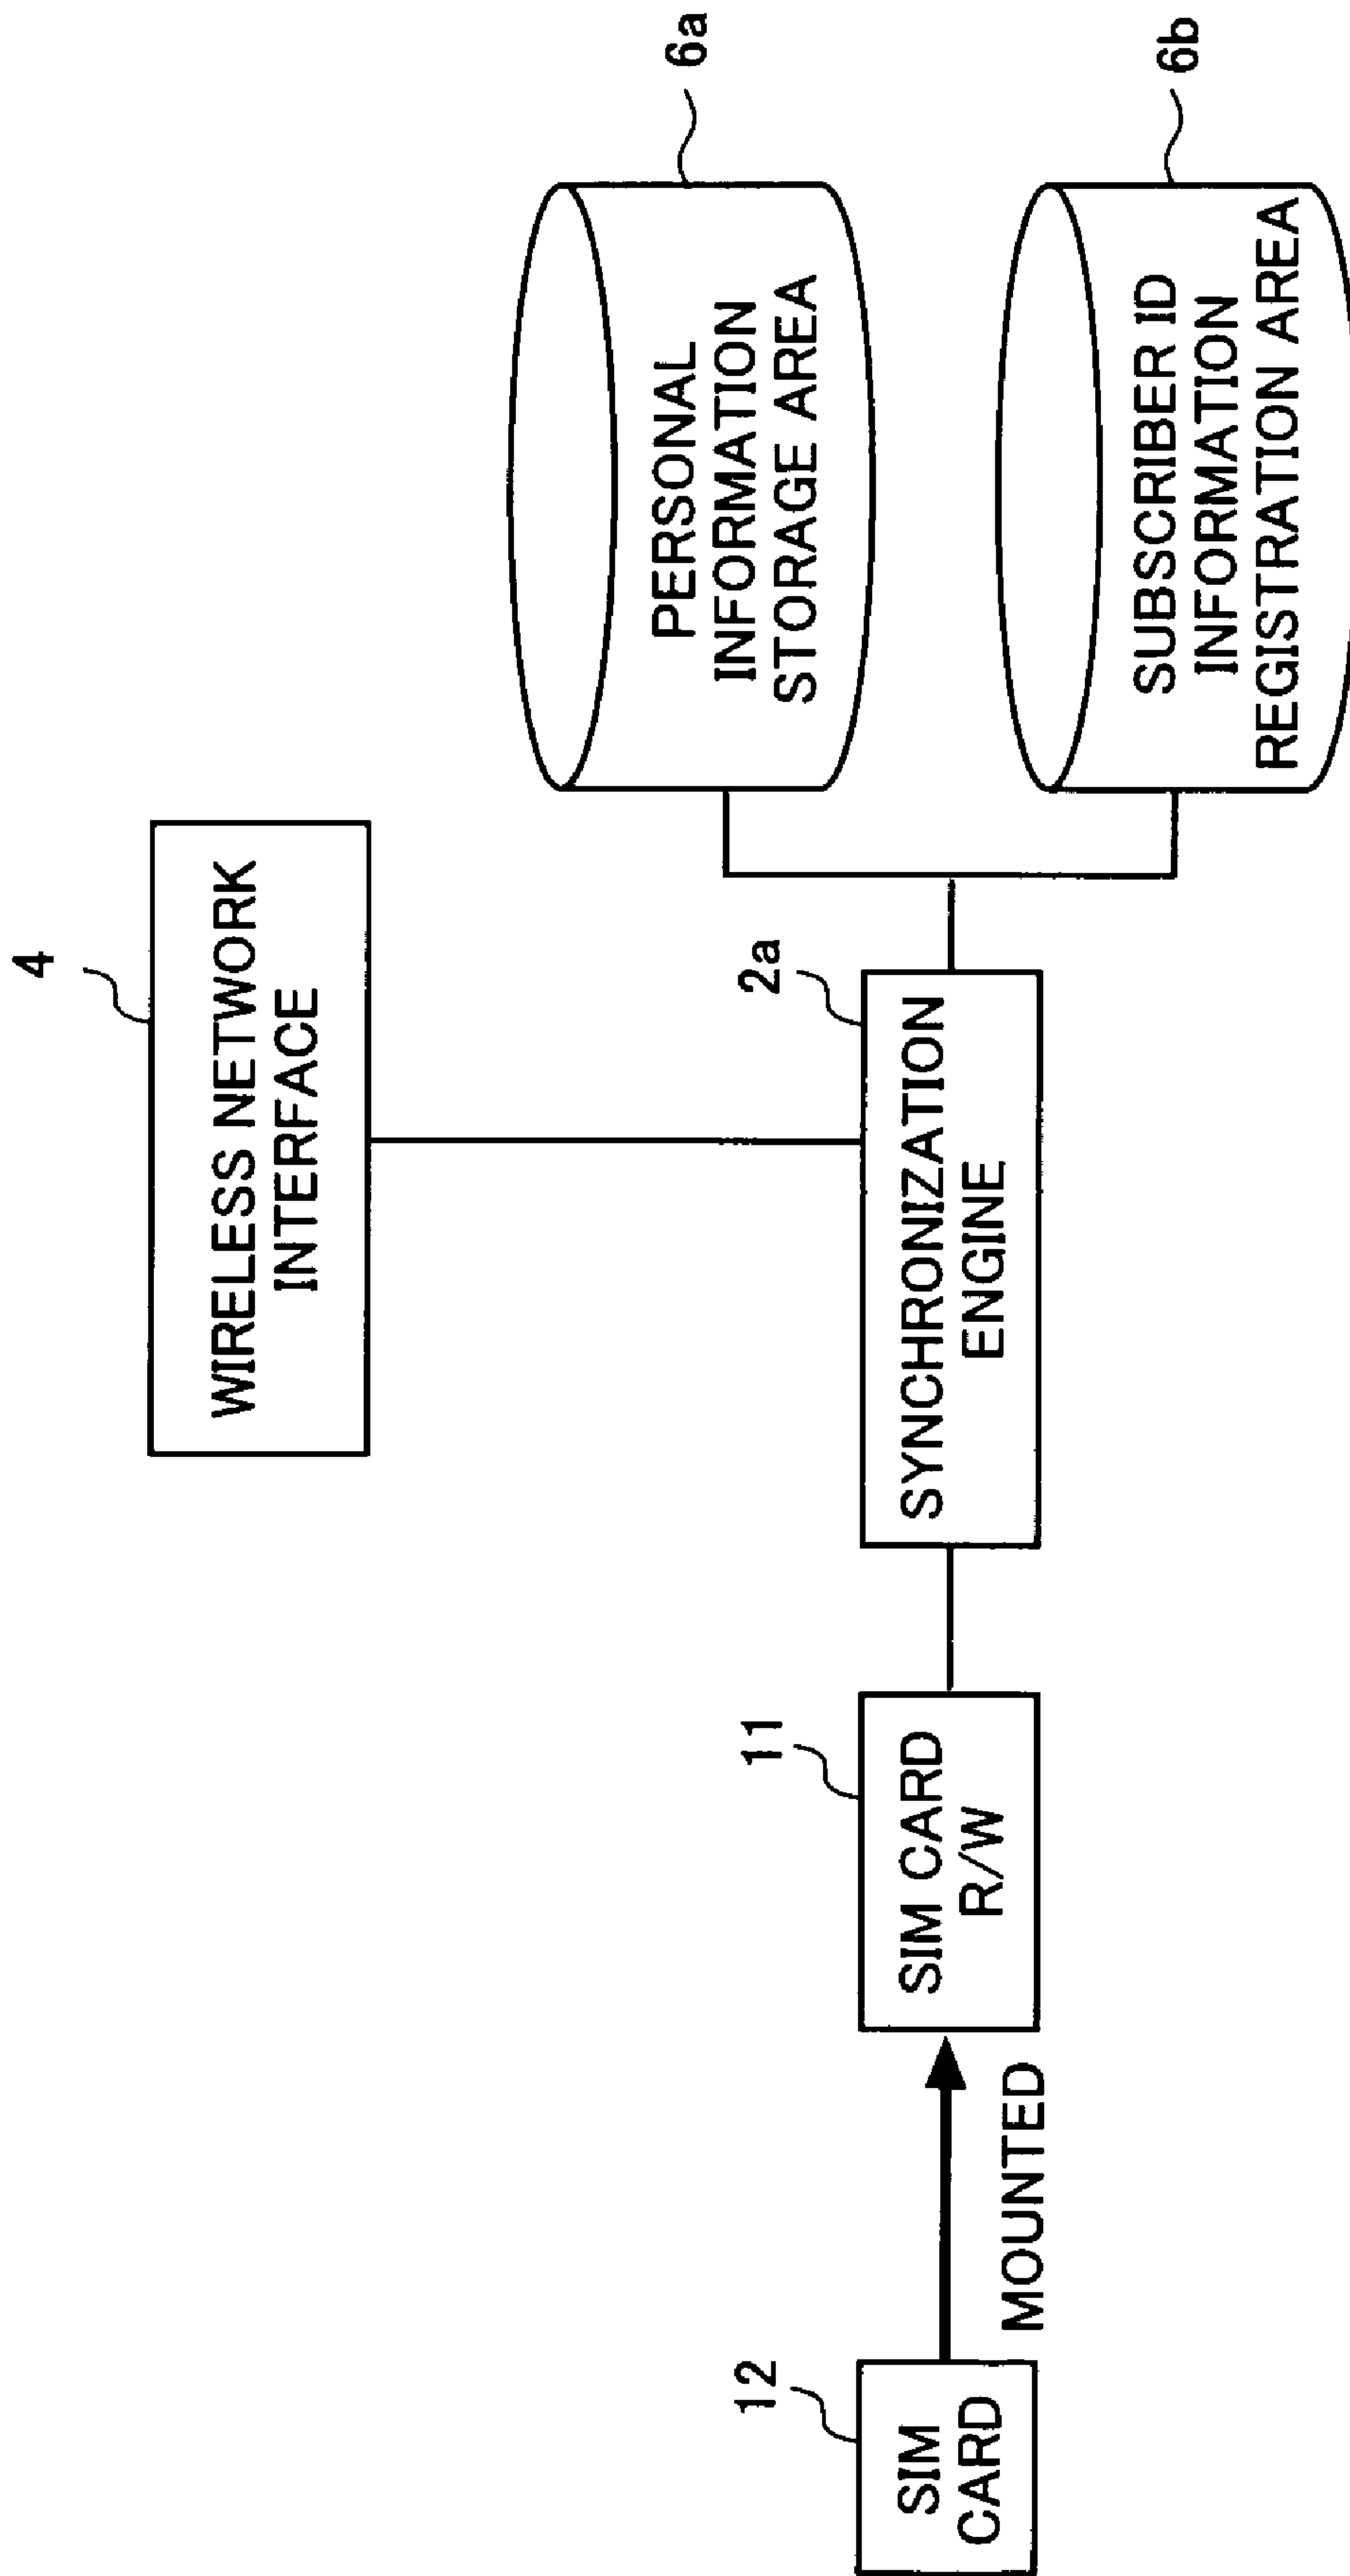 4
WIRELESS NETWORK
INTERFACE
12
SIM
CARD
MOUNTED
11
SIM CARD
R/W
2a
SYNCHRONIZATION
ENGINE
PERSONAL
INFORMATION
STORAGE AREA
6a
SUBSCRIBER ID
INFORMATION
REGISTRATION AREA
6b